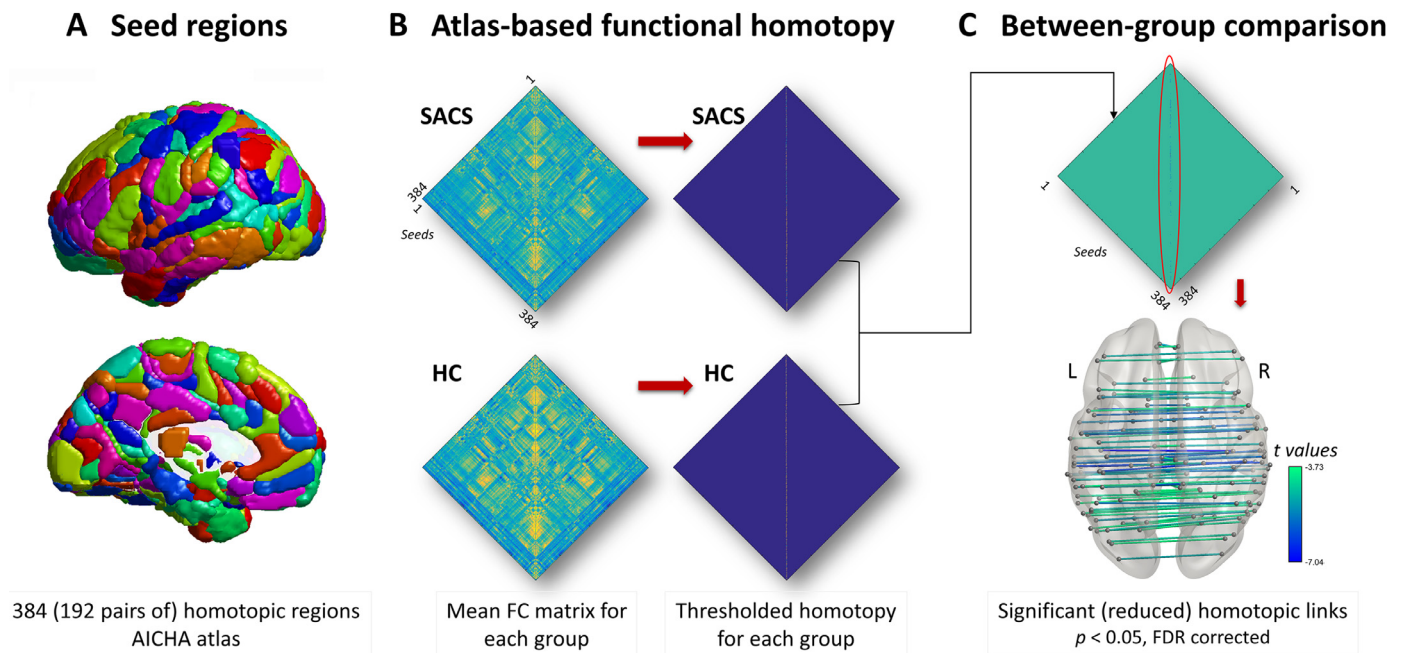 A Seed regions
B Atlas-based functional homotopy
C Between-group comparison
1
SACS
384
1
Seeds
384
SACS
HC
HC
1
1
Seeds
384
384
L
R
t values
-3.73
-7.04
384 (192 pairs of) homotopic regions
AICHA atlas
Mean FC matrix for
each group
Thresholded homotopy
for each group
Significant (reduced) homotopic links
p < 0.05, FDR corrected